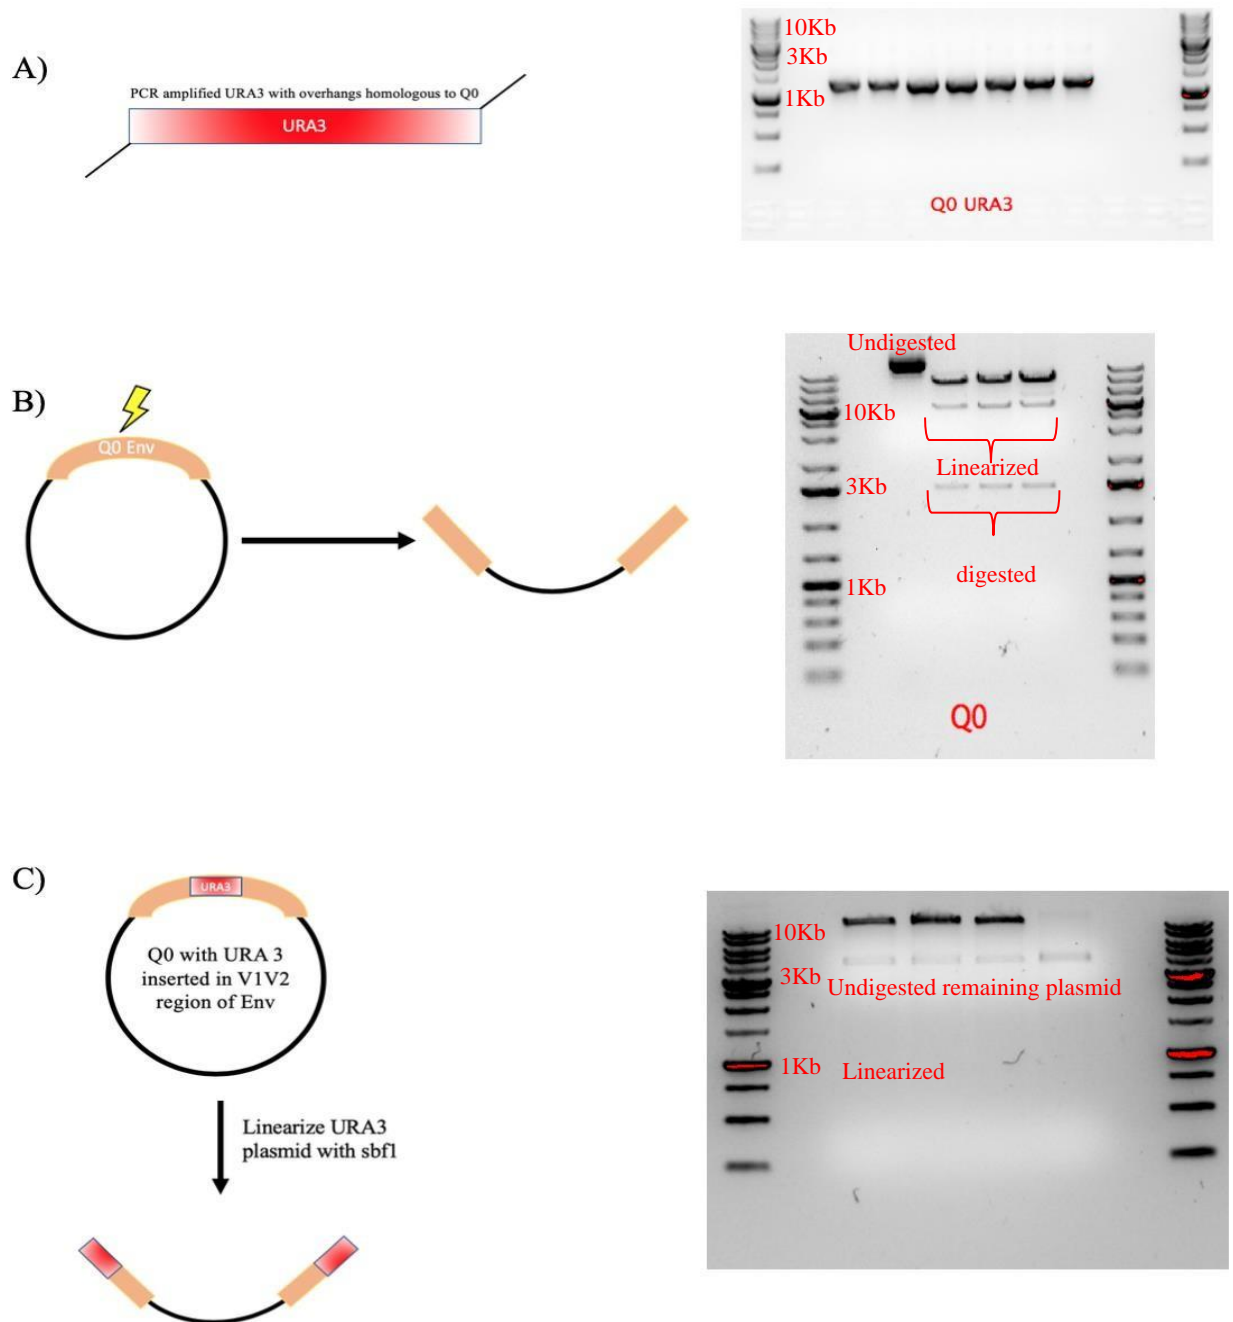 A)
PCR amplified URA3 with overhangs homologous to Q0
URA3
10Kb
3Kb
1Kb
Q0 URA3
B)
Q0 Env
Undigested
10Kb
Linearized
3Kb
digested
1Kb
Q0
C)
URA3
Q0 with URA 3
inserted in V1V2
region of Env
Linearize URA3
plasmid with sbf1
10Kb
3Kb
Undigested remaining plasmid
1Kb
Linearized